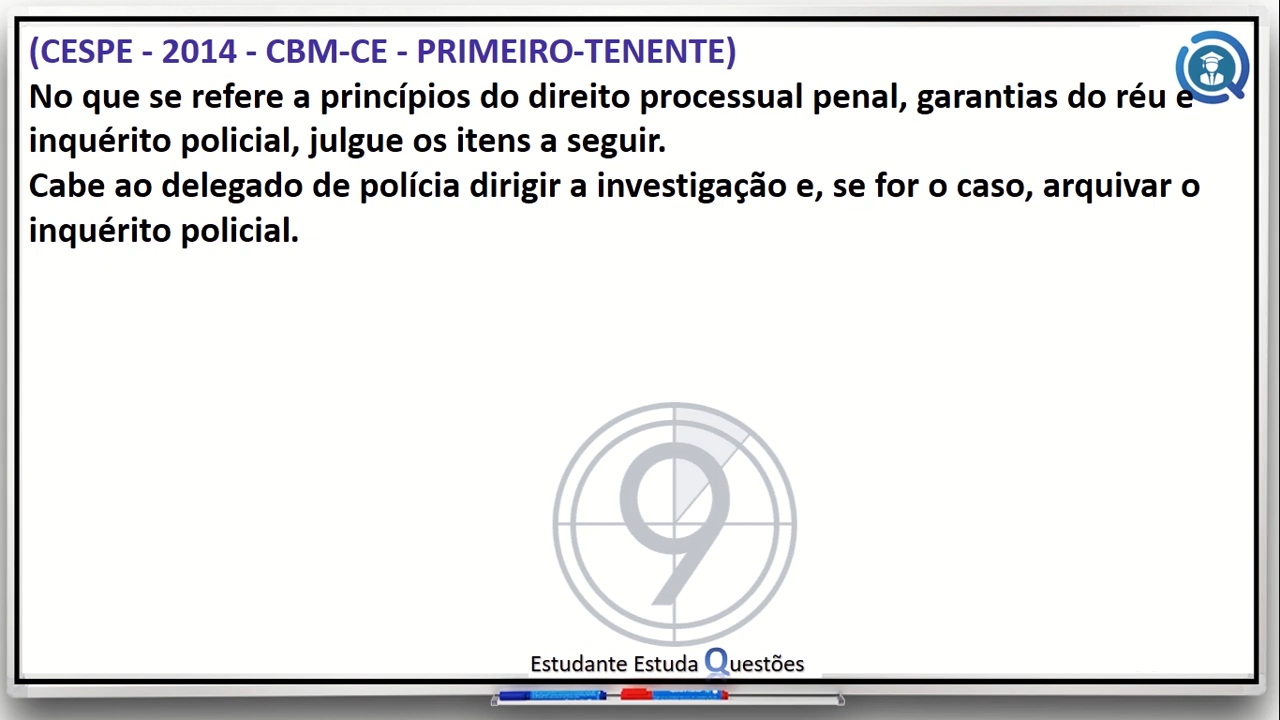 (CESPE - 2014 - CBM-CE - PRIMEIRO-TENENTE)
No que se refere a princípios do direito processual penal, garantias do réu e
inquérito policial, julgue os itens a seguir.
Cabe ao delegado de polícia dirigir a investigação e, se for o caso, arquivar o
inquérito policial.
9
Estudante Estuda Questões